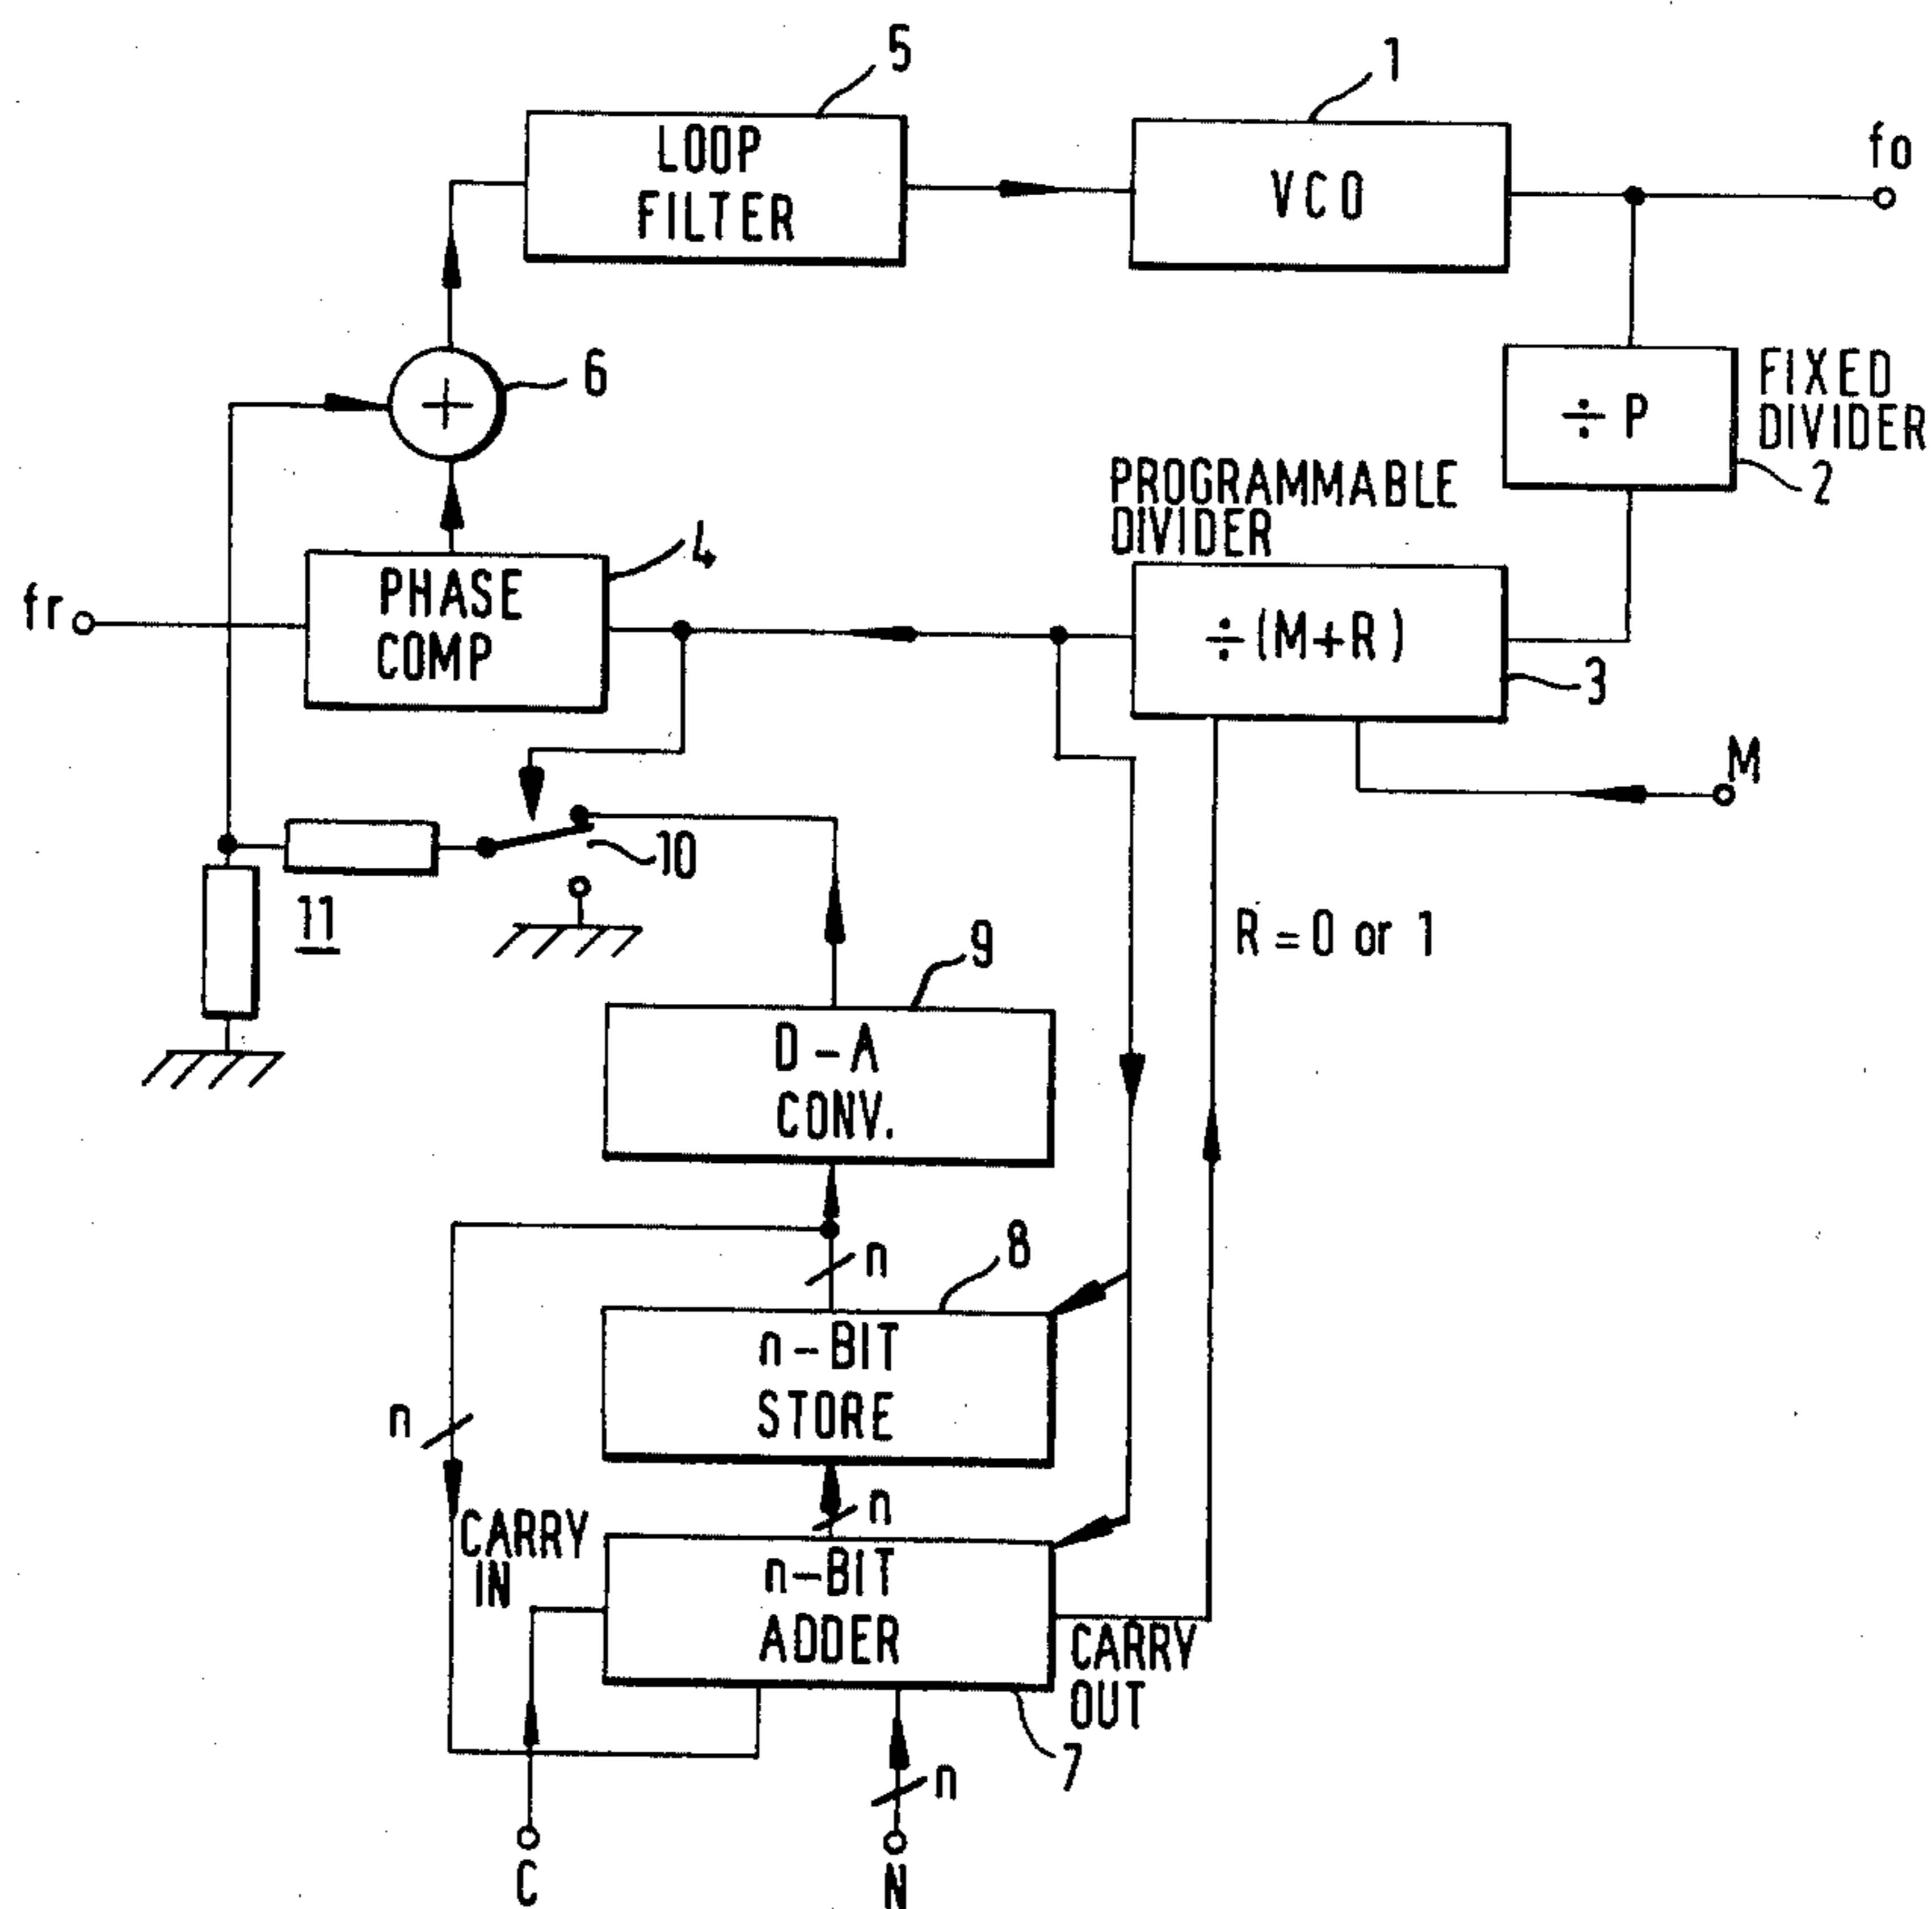 5
1
LOOP
FILTER
VCO
fo
6
÷ P
FIXED
DIVIDER
2
PROGRAMMABLE
DIVIDER
4
fr
PHASE
COMP
÷(M+R)
3
M
10
11
R = 0 or 1
9
D-A
CONV.
n
8
n-BIT
STORE
n
n
CARRY
IN
n-BIT
ADDER
CARRY
OUT
7
n
C
N